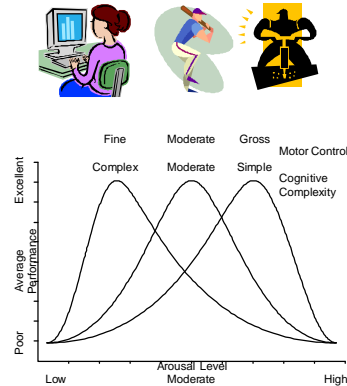 Fine Moderate Gross Motor Control
Complex Moderate Simple Cognitive
Complexity
Excellent
Average
Performance
Poor
Arousal Level
Low Moderate High